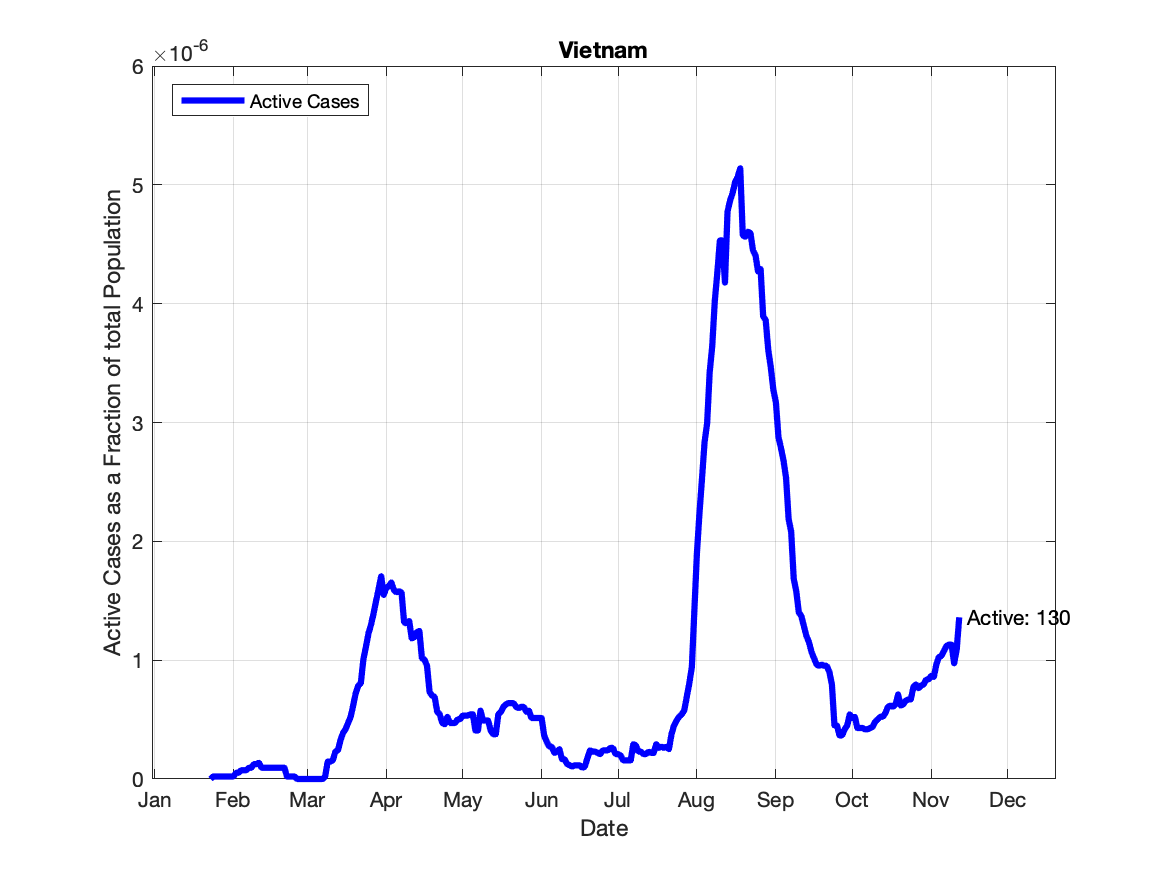 Vietnam
×10-6
Active Cases
6
5
4
3
2
1
0
Active Cases as a Fraction of total Population
Active: 130
Jan Feb Mar Apr May Jun Jul Aug Sep Oct Nov Dec
Date